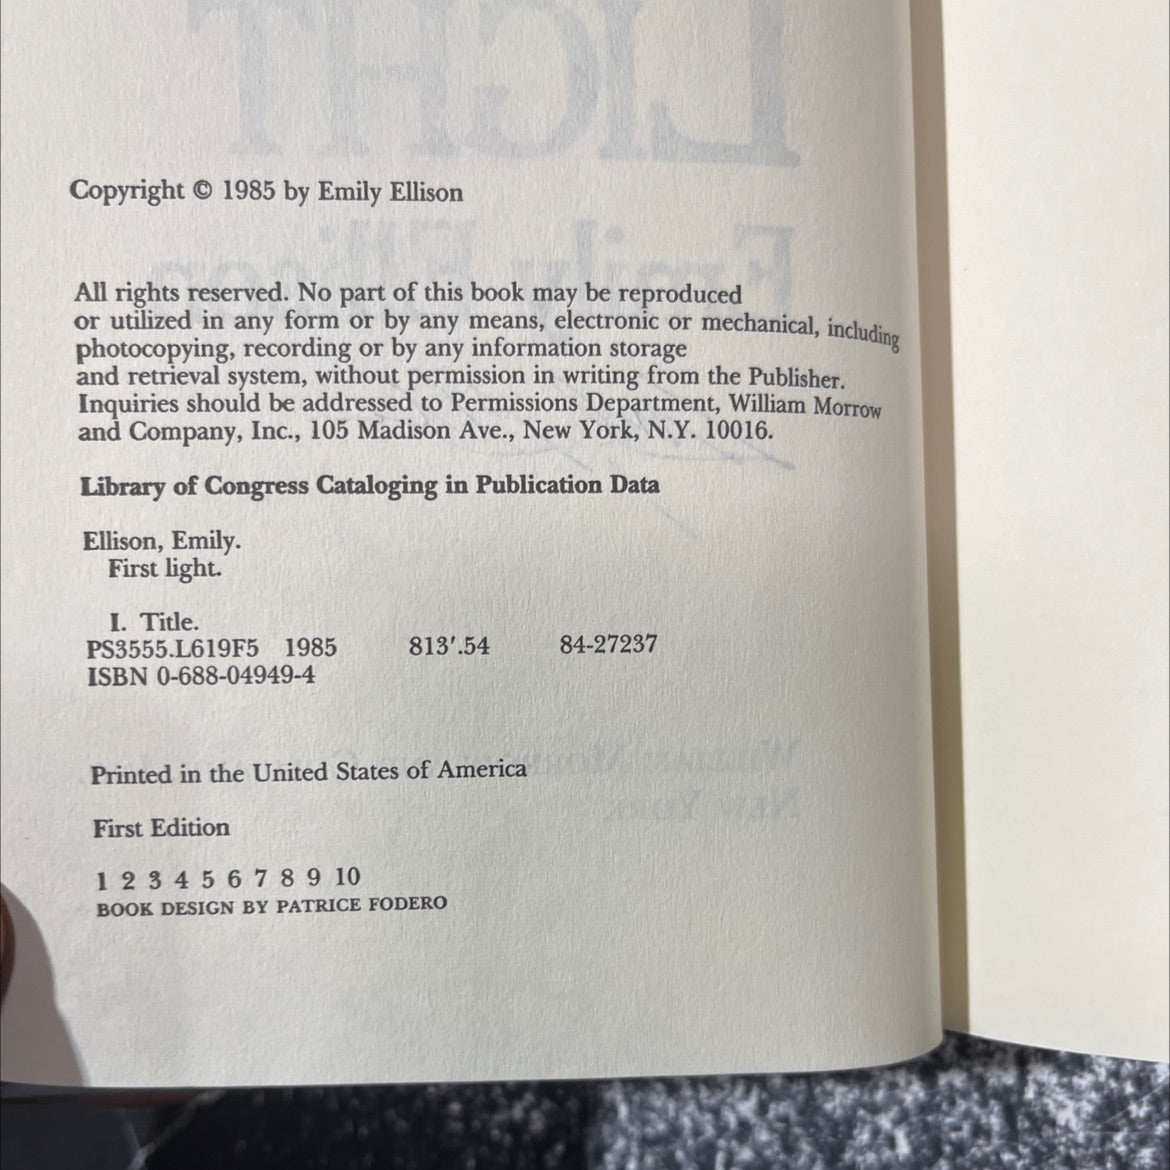 LIGHT
Copyright © 1985 by Emily Ellison
Emily Ellison
All rights reserved. No part of this book may be reproduced
or utilized in any form or by any means, electronic or mechanical, including
photocopying, recording or by any information storage
and retrieval system, without permission in writing from the Publisher.
Inquiries should be addressed to Permissions Department, William Morrow
and Company, Inc., 105 Madison Ave., New York, N.Y. 10016.
Library of Congress Cataloging in Publication Data
Ellison, Emily.
First light.
I. Title.
PS3555.L619F5 1985 813′.54 84-27237
ISBN 0-688-04949-4
Printed in the United States of America
First Edition
1 2 3 4 5 6 7 8 9 10
BOOK DESIGN BY PATRICE FODERO